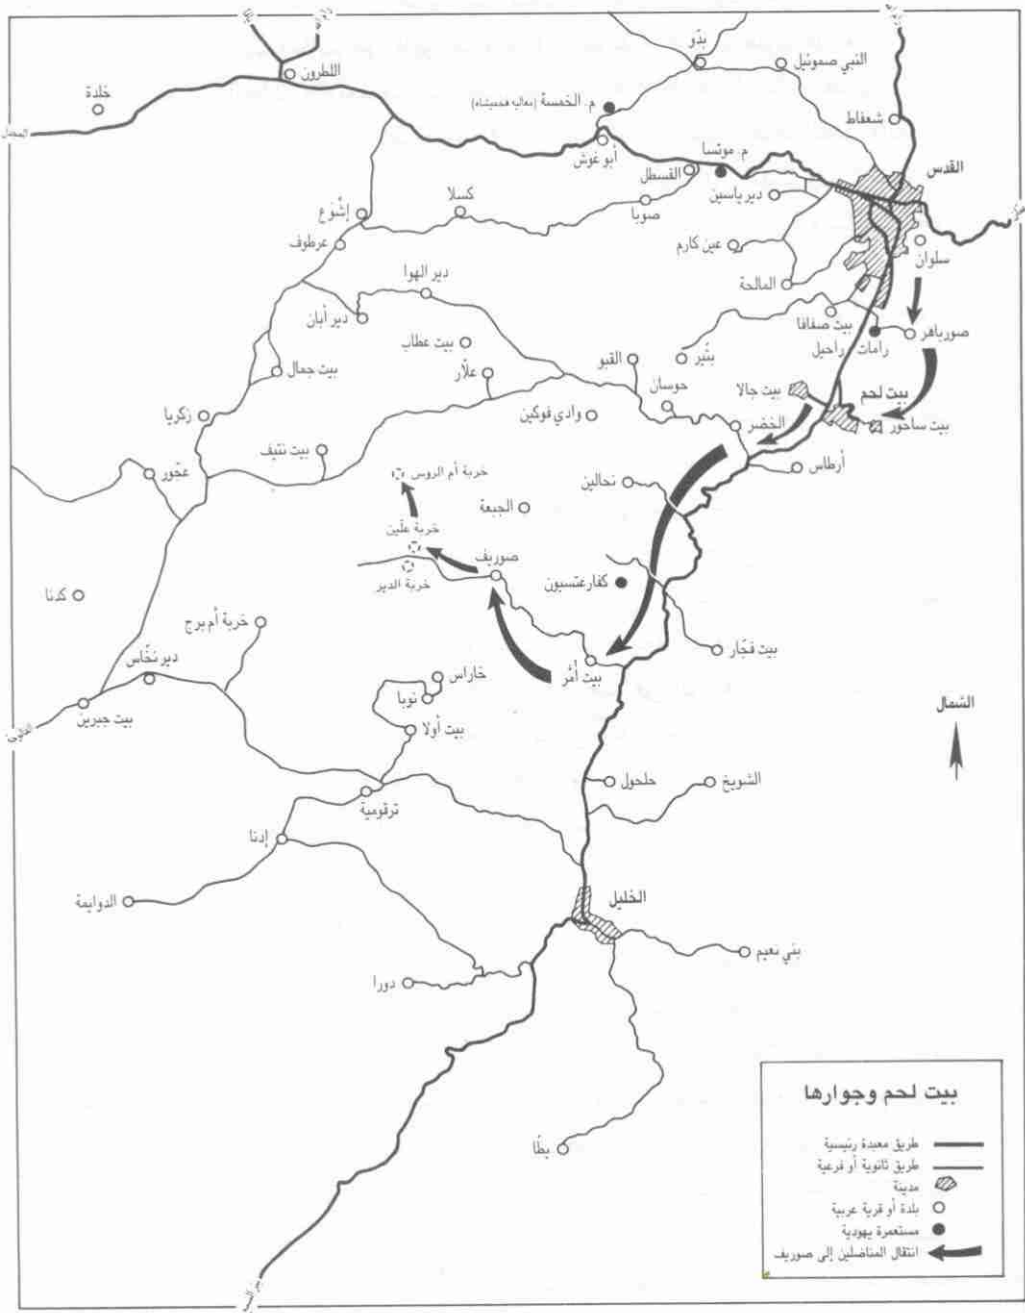 بدّو
النبي صموئيل
اللطرون
خلدة
م. الخمسة (معاليه هحميشاه)
شعفاط
أبو غوش
القسطل
م. موتسا
القدس
دير ياسين
صوبا
كسلا
إشوع
عرطوف
عين كارم
سلوان
المالحة
دير الهوا
دير أبان
بيت صفافا
صور باهر
رامات راحيل
بتّير
القبو
بيت عطاب
علّار
بيت جمال
حوسان
بيت جالا
بيت لحم
بيت ساحور
الخضر
وادي فوكين
زكريا
بيت نتيف
عجّور
أرطاس
نحالين
خربة أم الروس
الجبعة
خربة علّين
صوريف
خربة الدير
كفار عتسيون
كدنا
خربة أم برج
بيت فجّار
دير نخّاس
بيت أمّر
خاراس
نوبا
بيت جبرين
بيت أولا
الشمال
حلحول
الشويخ
ترقومية
إدنا
الدوايمة
الخليل
بني نعيم
دورا
يطّا
بيت لحم وجوارها
طريق معبدة رئيسية
طريق ثانوية أو فرعية
مدينة
بلدة أو قرية عربية
مستعمرة يهودية
انتقال المناضلين إلى صوريف